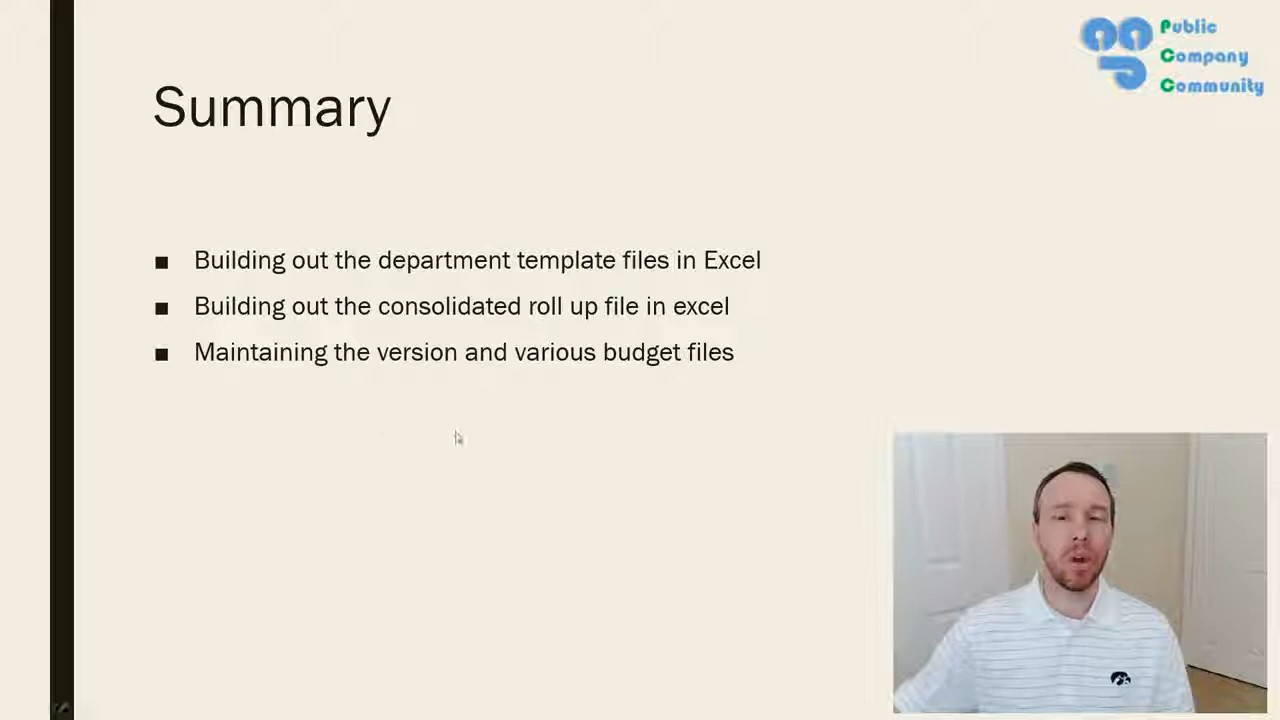 Public
Company
Community
Summary
■ Building out the department template files in Excel
■ Building out the consolidated roll up file in excel
■ Maintaining the version and various budget files